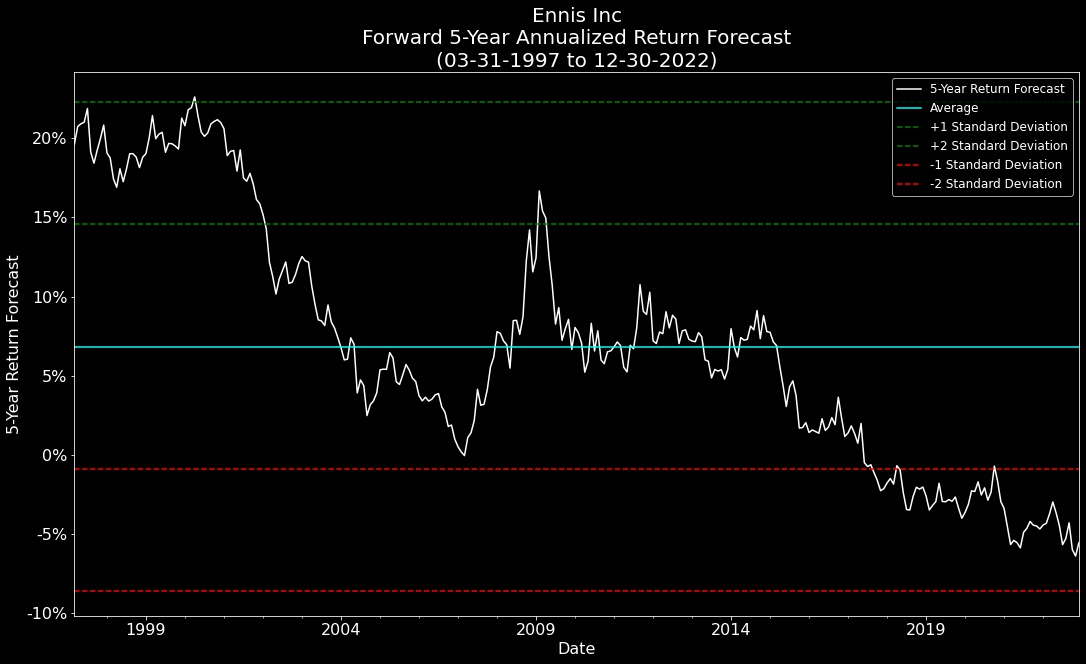 Ennis Inc
Forward 5-Year Annualized Return Forecast
(03-31-1997 to 12-30-2022)
5-Year Return Forecast
Average
+1 Standard Deviation
+2 Standard Deviation
-1 Standard Deviation
-2 Standard Deviation
20%
15%
10%
5%
0%
-5%
-10%
5-Year Return Forecast
1999
2004
2009
2014
2019
Date